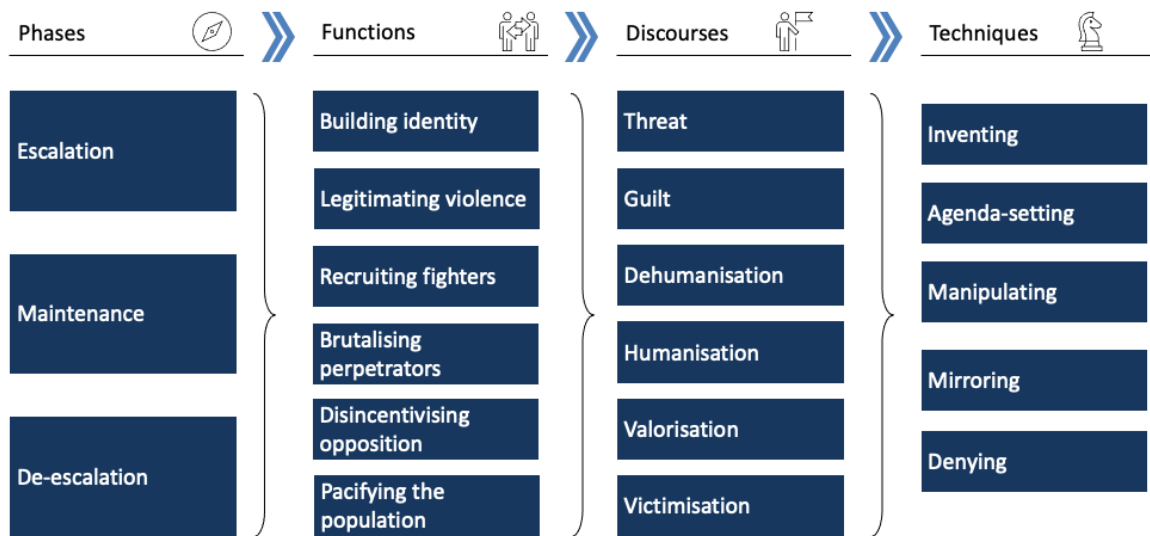 Phases
Functions
Discourses
Techniques
Escalation
Maintenance
De-escalation
Building identity
Legitimating violence
Recruiting fighters
Brutalising
perpetrators
Disincentivising
opposition
Pacifying the
population
Threat
Guilt
Dehumanisation
Humanisation
Valorisation
Victimisation
Inventing
Agenda-setting
Manipulating
Mirroring
Denying